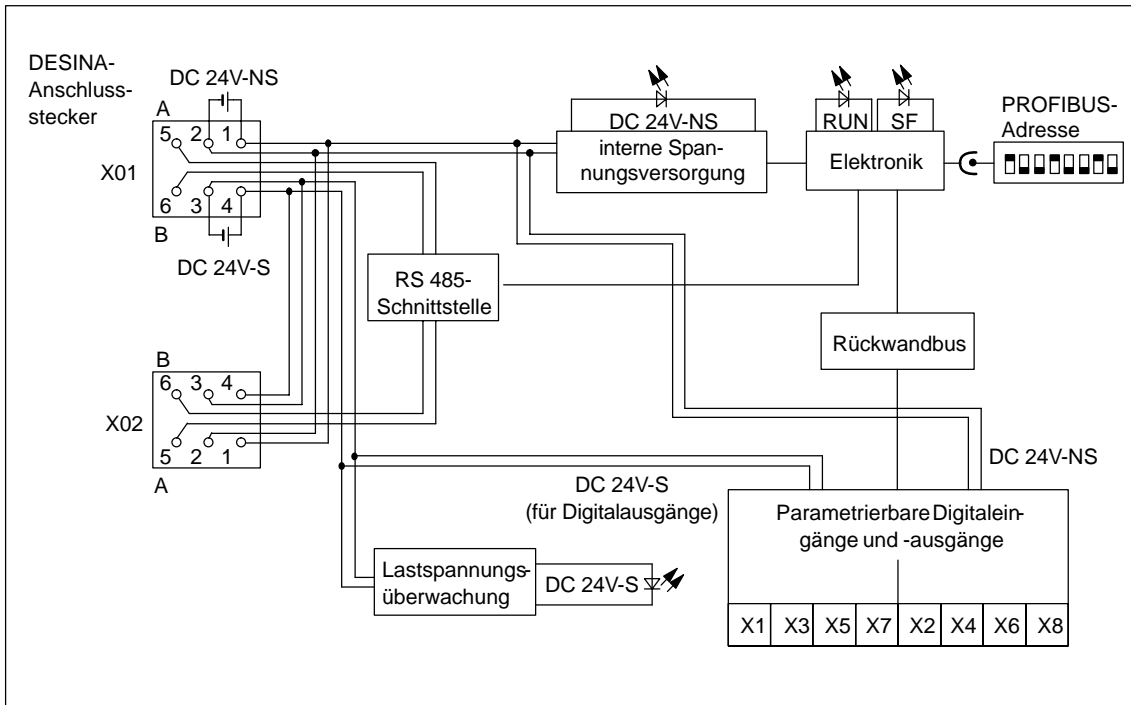 DESINA-
Anschluss-
stecker
DC 24V-NS
A
5 2 1
X01
6 3 4
B
DC 24V-S
DC 24V-NS
interne Span-
nungsversorgung
RUN SF
Elektronik
PROFIBUS-
Adresse
RS 485-
Schnittstelle
Rückwandbus
B
6 3 4
X02
5 2 1
A
DC 24V-S
(für Digitalausgänge)
DC 24V-NS
Parametrierbare Digitalein-
gänge und -ausgänge
Lastspannungs-
überwachung
DC 24V-S
X1 X3 X5 X7 X2 X4 X6 X8